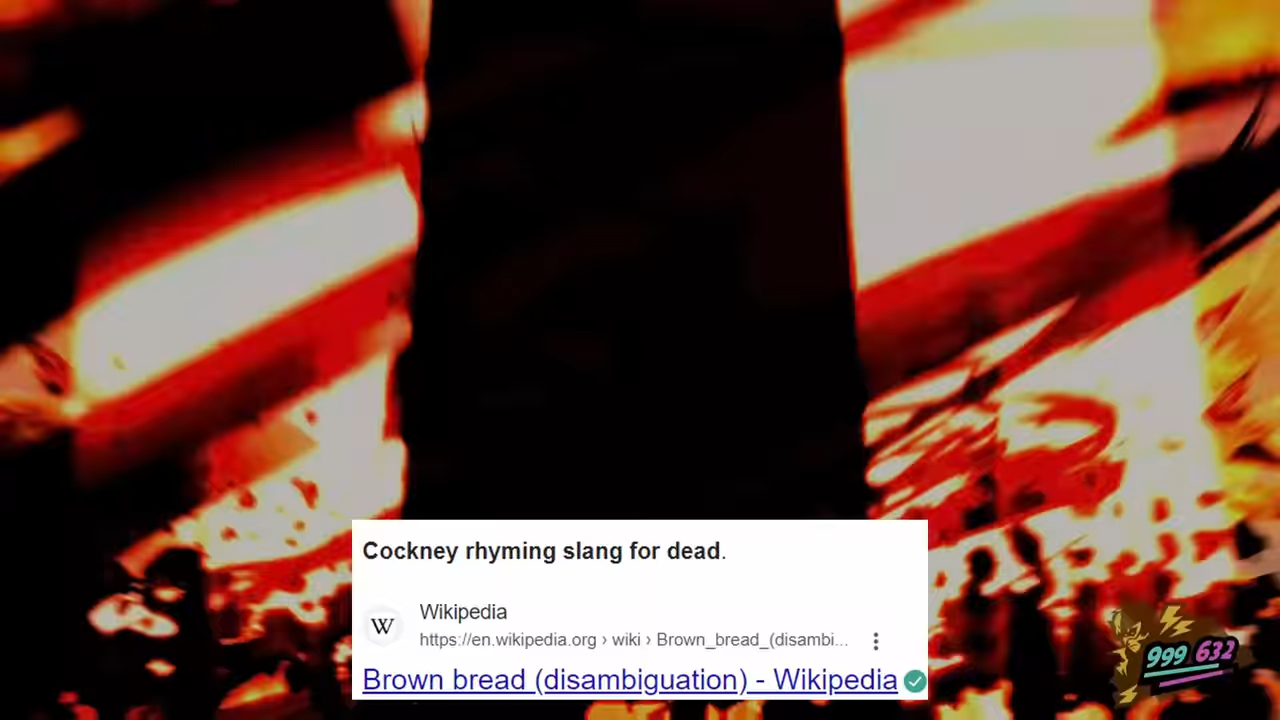 Cockney rhyming slang for dead.
W
Wikipedia
https://en.wikipedia.org › wiki › Brown_bread_(disambi...
Brown bread (disambiguation) - Wikipedia
999 632